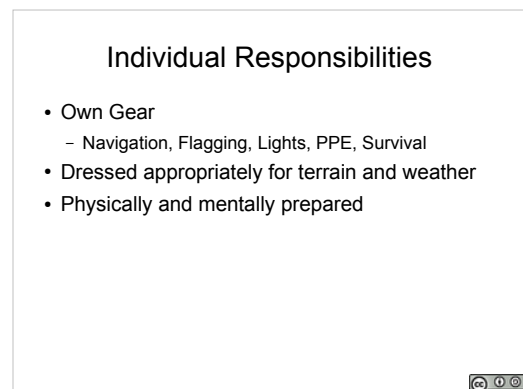 Individual Responsibilities
• Own Gear
– Navigation, Flagging, Lights, PPE, Survival
• Dressed appropriately for terrain and weather
• Physically and mentally prepared
cc